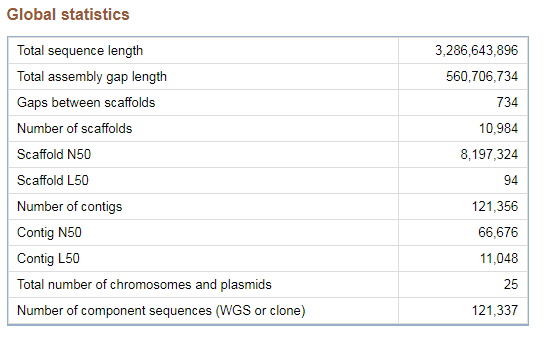 Global statistics
Total sequence length 3,286,643,896
Total assembly gap length 560,706,734
Gaps between scaffolds 734
Number of scaffolds 10,984
Scaffold N50 8,197,324
Scaffold L50 94
Number of contigs 121,356
Contig N50 66,676
Contig L50 11,048
Total number of chromosomes and plasmids 25
Number of component sequences (WGS or clone) 121,337